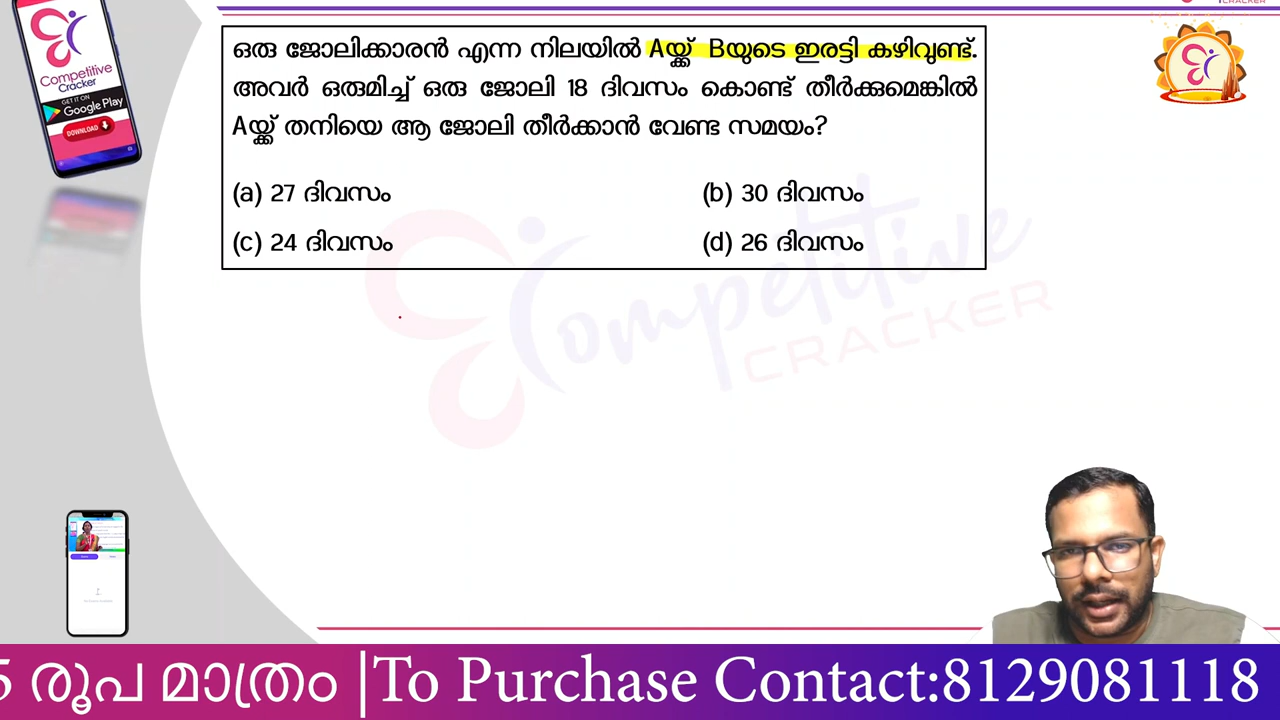 CRACKER
Competitive
Cracker
GET IT ON
Google Play
DOWNLOAD
ഒരു ജോലിക്കാരൻ എന്ന നിലയിൽ Aയ്ക്ക് Bയുടെ ഇരട്ടി കഴിവുണ്ട്.
അവർ ഒരുമിച്ച് ഒരു ജോലി 18 ദിവസം കൊണ്ട് തീർക്കുമെങ്കിൽ
Aയ്ക്ക് തനിയെ ആ ജോലി തീർക്കാൻ വേണ്ട സമയം?
(a) 27 ദിവസം (b) 30 ദിവസം
(c) 24 ദിവസം (d) 26 ദിവസം
Competitive
CRACKER
5 രൂപ മാത്രം |To Purchase Contact:8129081118